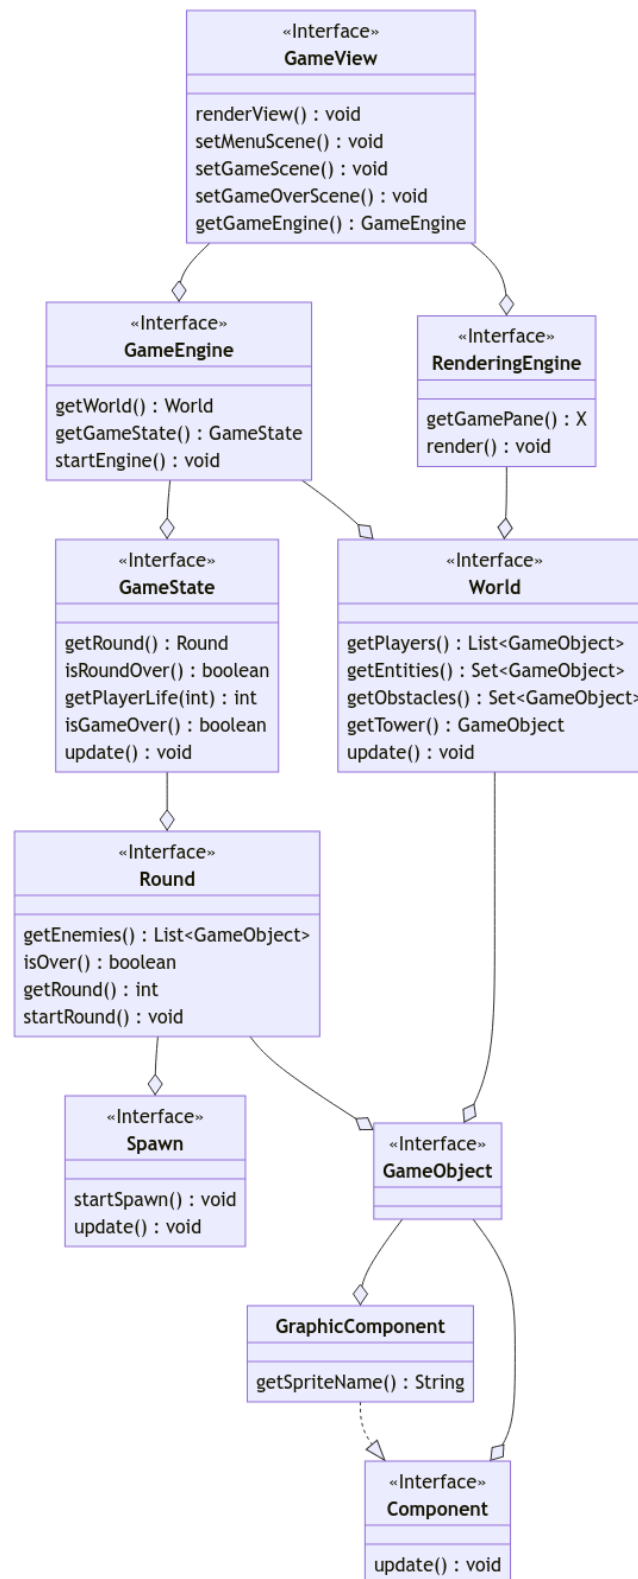 «Interface»
GameView
renderView() : void
setMenuScene() : void
setGameScene() : void
setGameOverScene() : void
getGameEngine() : GameEngine
«Interface»
GameEngine
getWorld() : World
getGameState() : GameState
startEngine() : void
«Interface»
RenderingEngine
getGamePane() : X
render() : void
«Interface»
GameState
getRound() : Round
isRoundOver() : boolean
getPlayerLife(int) : int
isGameOver() : boolean
update() : void
«Interface»
World
getPlayers() : List<GameObject>
getEntities() : Set<GameObject>
getObstacles() : Set<GameObject>
getTower() : GameObject
update() : void
«Interface»
Round
getEnemies() : List<GameObject>
isOver() : boolean
getRound() : int
startRound() : void
«Interface»
Spawn
startSpawn() : void
update() : void
«Interface»
GameObject
GraphicComponent
getSpriteName() : String
«Interface»
Component
update() : void